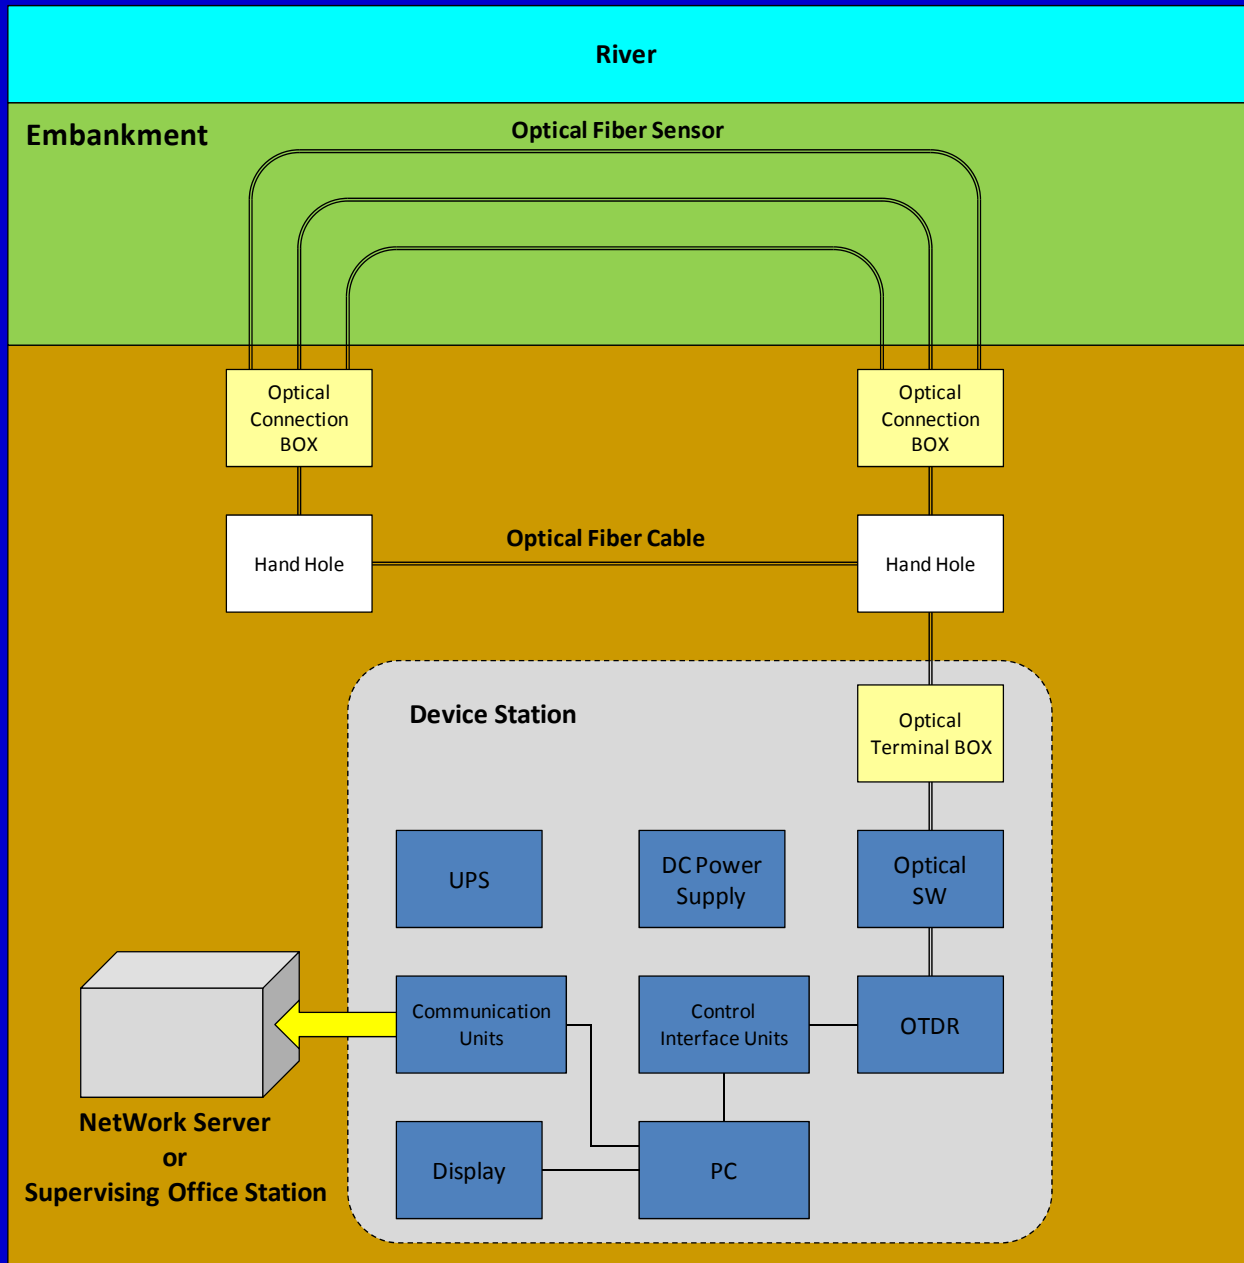 River
Embankment
Optical Fiber Sensor
Optical
Connection
BOX
Optical
Connection
BOX
Optical Fiber Cable
Hand Hole
Hand Hole
Device Station
Optical
Terminal BOX
UPS
DC Power
Supply
Optical
SW
Communication
Units
Control
Interface Units
OTDR
NetWork Server
or
Supervising Office Station
Display
PC